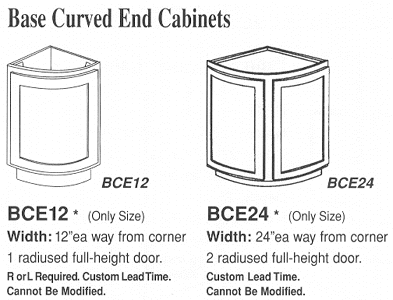 Base Curved End Cabinets
BCE12
BCE24
BCE12 * (Only Size)
Width: 12"ea way from corner
1 radiused full-height door.
R or L Required. Custom Lead Time.
Cannot Be Modified.
BCE24 * (Only Size)
Width: 24"ea way from corner
2 radiused full-height door.
Custom Lead Time.
Cannot Be Modified.